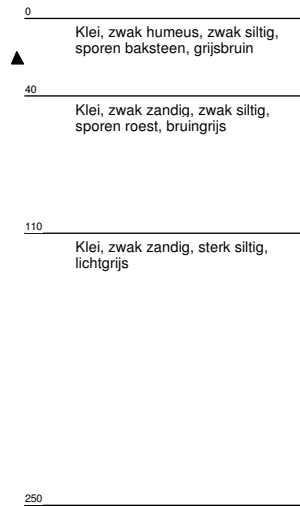 0
Klei, zwak humeus, zwak siltig,
sporen baksteen, grijsbruin
40
Klei, zwak zandig, zwak siltig,
sporen roest, bruingrijs
110
Klei, zwak zandig, sterk siltig,
lichtgrijs
250